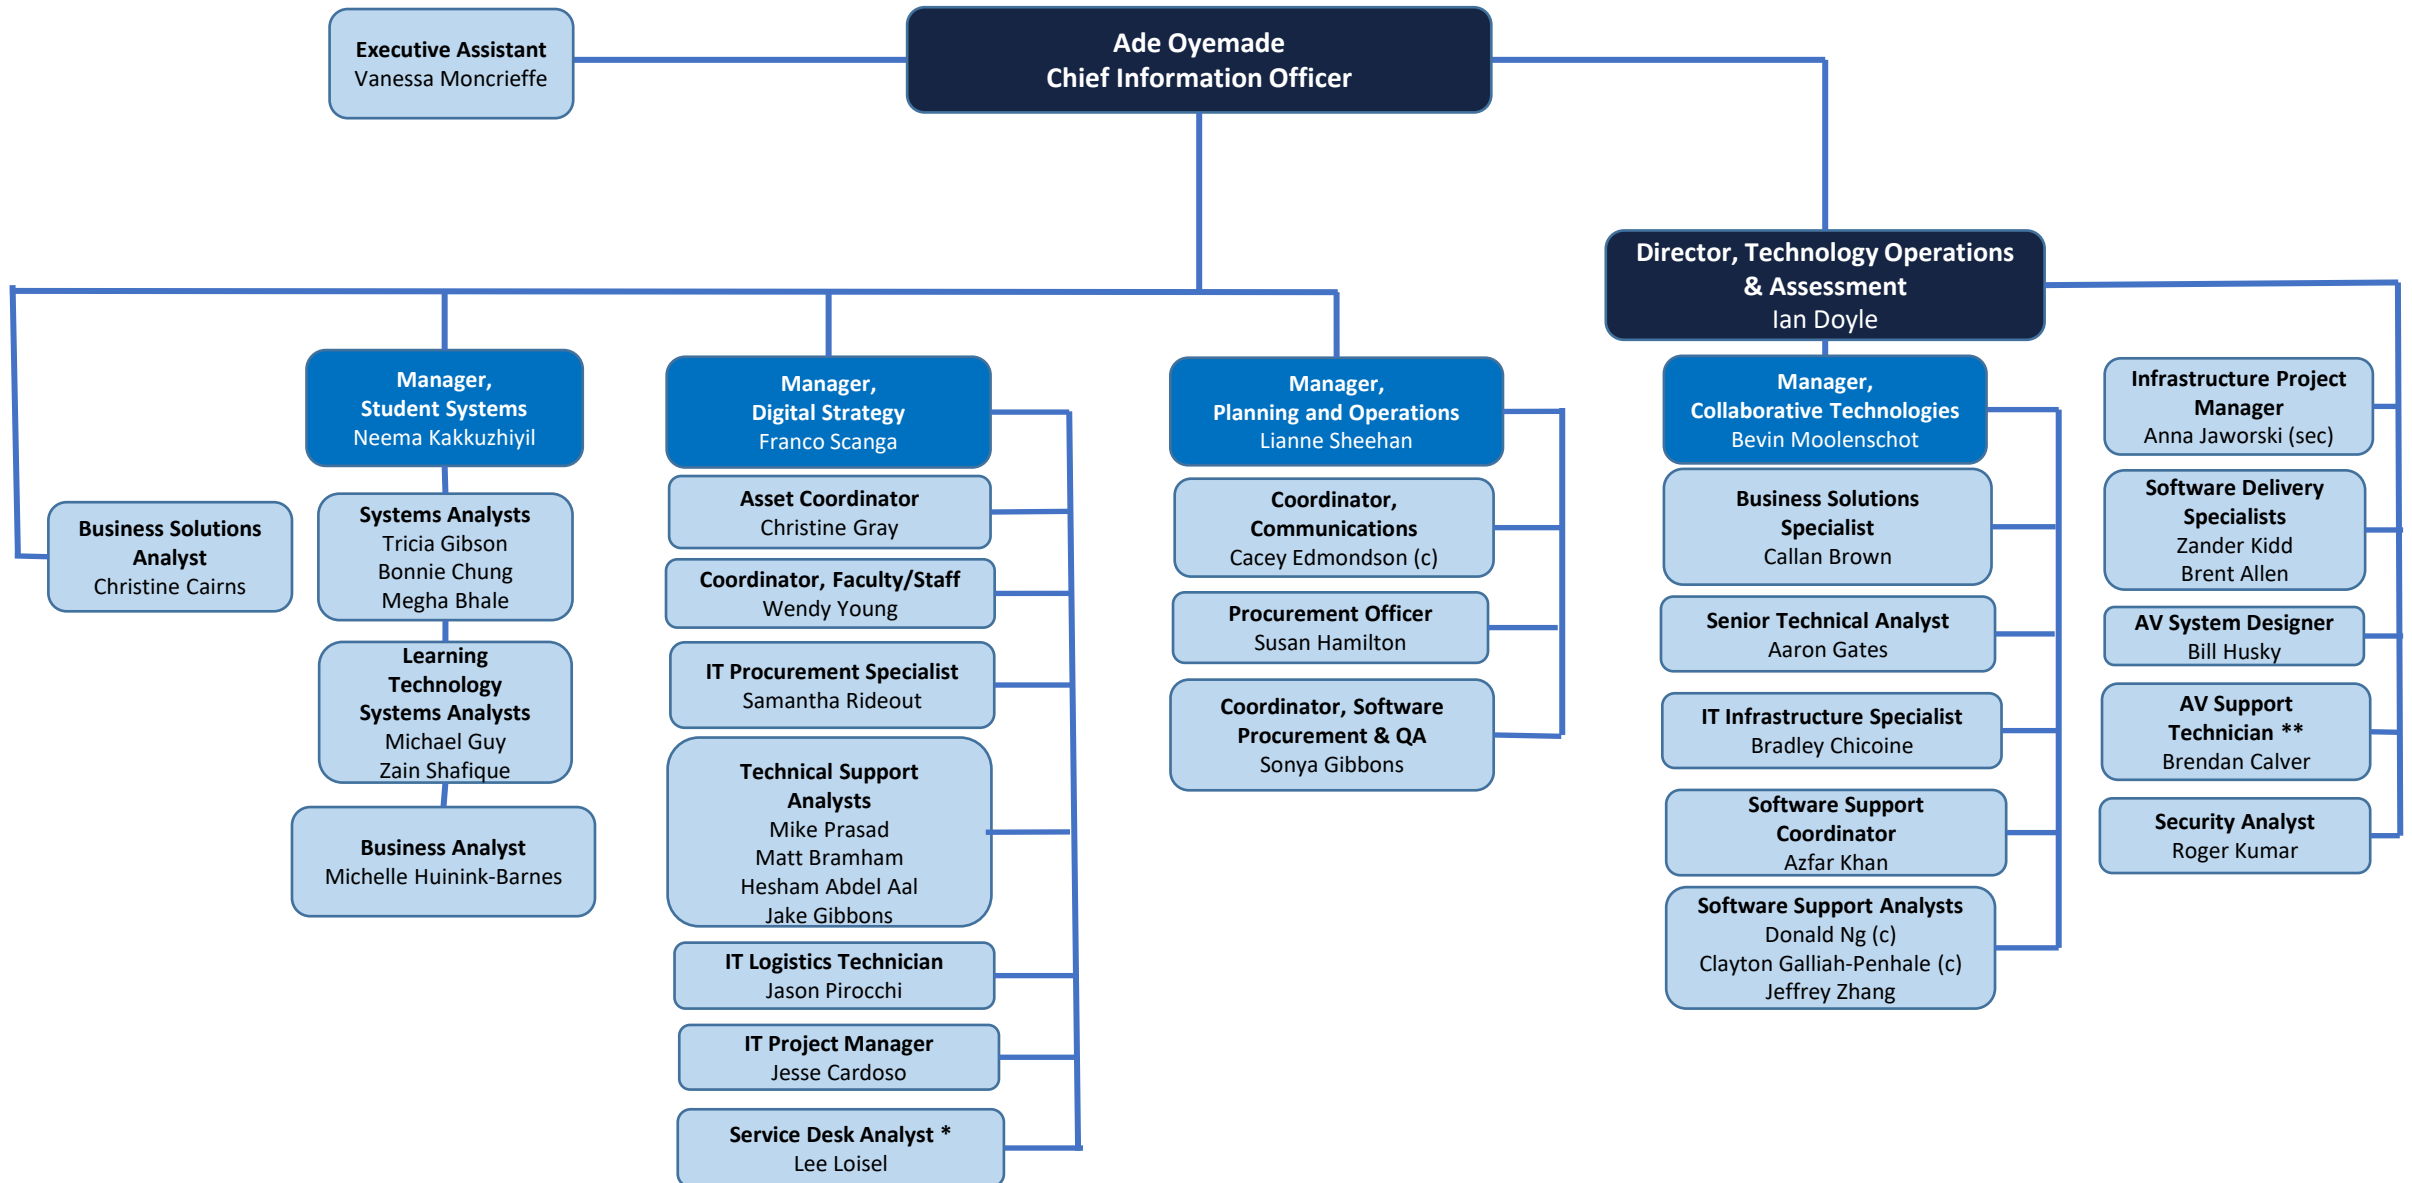 Executive Assistant
Vanessa Moncrieffe
Ade Oyemade
Chief Information Officer
Director, Technology Operations
& Assessment
Ian Doyle
Business Solutions
Analyst
Christine Cairns
Manager,
Student Systems
Neema Kakkuzhiyil
Systems Analysts
Tricia Gibson
Bonnie Chung
Megha Bhale
Learning
Technology
Systems Analysts
Michael Guy
Zain Shafique
Business Analyst
Michelle Huinink-Barnes
Manager,
Digital Strategy
Franco Scanga
Asset Coordinator
Christine Gray
Coordinator, Faculty/Staff
Wendy Young
IT Procurement Specialist
Samantha Rideout
Technical Support
Analysts
Mike Prasad
Matt Bramham
Hesham Abdel Aal
Jake Gibbons
IT Logistics Technician
Jason Pirocchi
IT Project Manager
Jesse Cardoso
Service Desk Analyst *
Lee Loisel
Manager,
Planning and Operations
Lianne Sheehan
Coordinator,
Communications
Cacey Edmondson (c)
Procurement Officer
Susan Hamilton
Coordinator, Software
Procurement & QA
Sonya Gibbons
Manager,
Collaborative Technologies
Bevin Moolenschot
Business Solutions
Specialist
Callan Brown
Senior Technical Analyst
Aaron Gates
IT Infrastructure Specialist
Bradley Chicoine
Software Support
Coordinator
Azfar Khan
Software Support Analysts
Donald Ng (c)
Clayton Galliah-Penhale (c)
Jeffrey Zhang
Infrastructure Project
Manager
Anna Jaworski (sec)
Software Delivery
Specialists
Zander Kidd
Brent Allen
AV System Designer
Bill Husky
AV Support
Technician **
Brendan Calver
Security Analyst
Roger Kumar